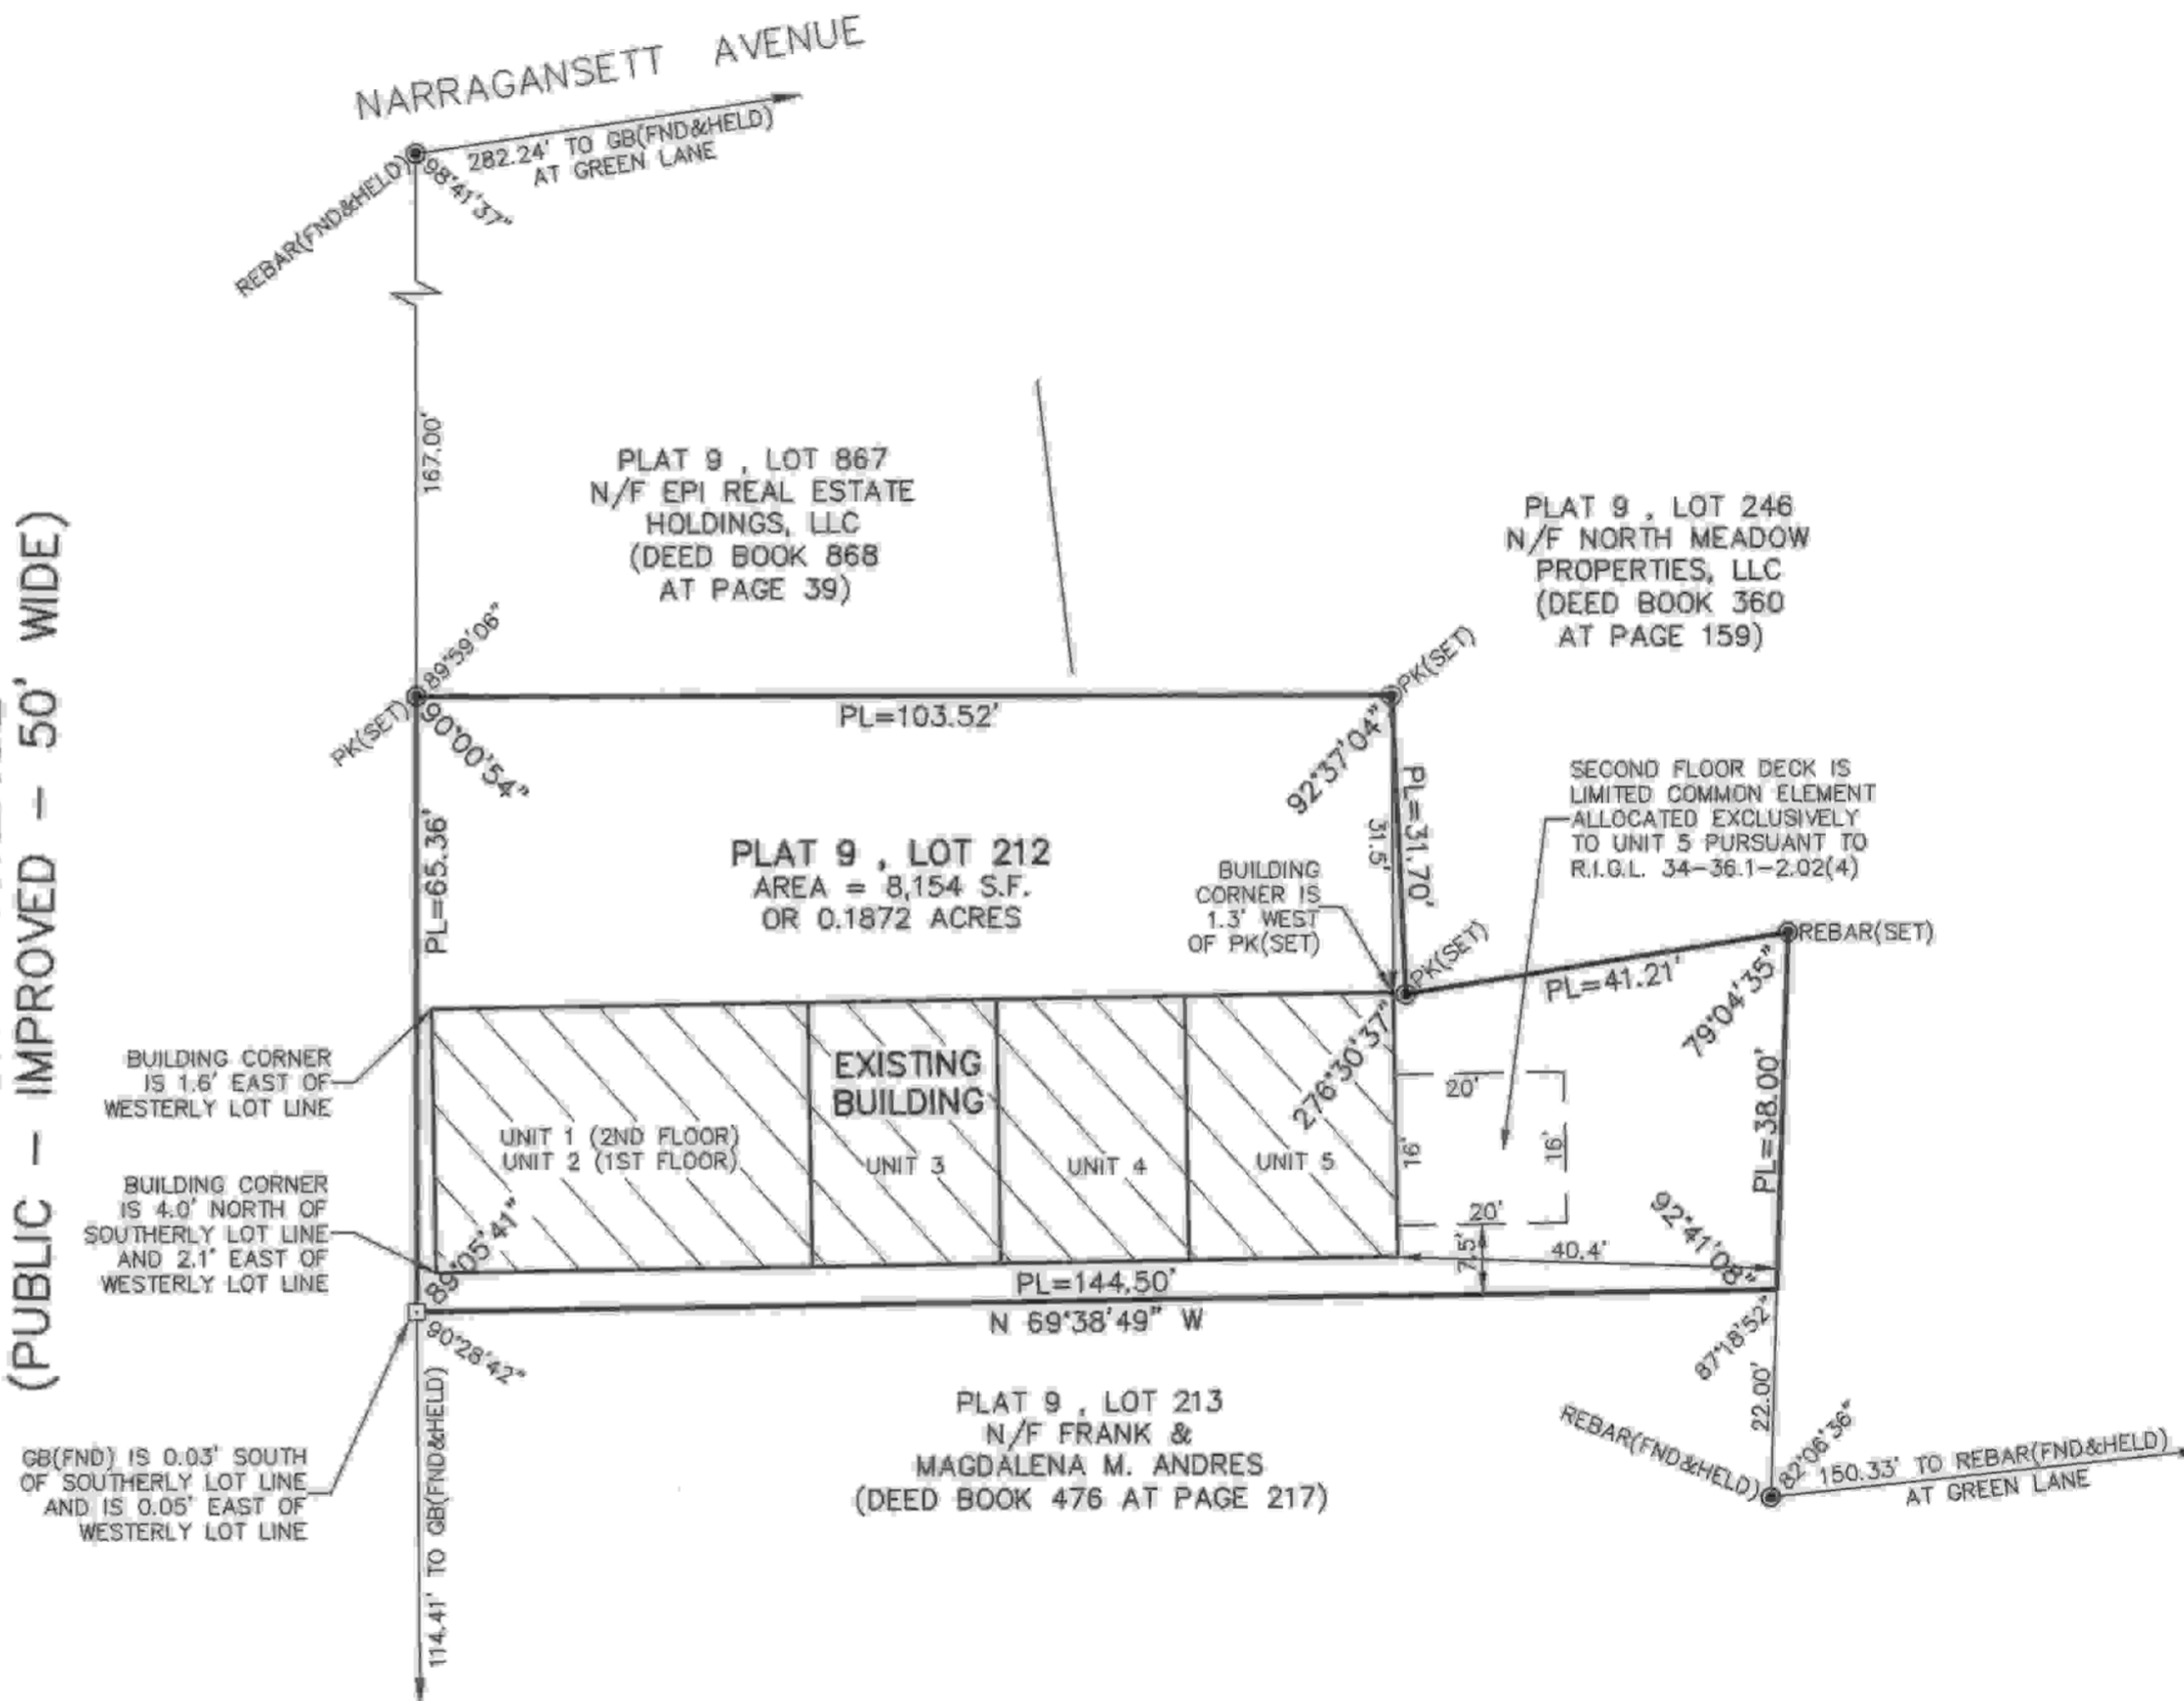 NARRAGANSETT AVENUE
282.24' TO GB(FND&HELD)
AT GREEN LANE
REBAR(FND&HELD)
98°41'37"
167.00'
(PUBLIC - IMPROVED - 50' WIDE)
PLAT 9 , LOT 867
N/F EPI REAL ESTATE
HOLDINGS, LLC
(DEED BOOK 868
AT PAGE 39)
PLAT 9 , LOT 246
N/F NORTH MEADOW
PROPERTIES, LLC
(DEED BOOK 360
AT PAGE 159)
89°59'06"
PK(SET)
90°00'54"
PL=103.52'
PK(SET)
92°37'04"
PL=31.70'
31.5'
PL=65.36'
PLAT 9 , LOT 212
AREA = 8,154 S.F.
OR 0.1872 ACRES
BUILDING
CORNER IS
1.3' WEST
OF PK(SET)
SECOND FLOOR DECK IS
LIMITED COMMON ELEMENT
ALLOCATED EXCLUSIVELY
TO UNIT 5 PURSUANT TO
R.I.G.L. 34-36.1-2.02(4)
PK(SET)
PL=41.21'
REBAR(SET)
79°04'35"
276°30'37"
BUILDING CORNER
IS 1.6' EAST OF
WESTERLY LOT LINE
EXISTING
BUILDING
UNIT 1 (2ND FLOOR)
UNIT 2 (1ST FLOOR)
UNIT 3
UNIT 4
UNIT 5
20'
16'
16'
20'
PL=38.00'
7.5'
40.4'
92°41'08"
BUILDING CORNER
IS 4.0' NORTH OF
SOUTHERLY LOT LINE
AND 2.1' EAST OF
WESTERLY LOT LINE
89°05'41"
PL=144.50'
N 69°38'49" W
90°28'42"
87°18'52"
22.00'
GB(FND) IS 0.03' SOUTH
OF SOUTHERLY LOT LINE
AND IS 0.05' EAST OF
WESTERLY LOT LINE
114.41' TO GB(FND&HELD)
PLAT 9 , LOT 213
N/F FRANK &
MAGDALENA M. ANDRES
(DEED BOOK 476 AT PAGE 217)
REBAR(FND&HELD)
82°06'36"
150.33' TO REBAR(FND&HELD)
AT GREEN LANE